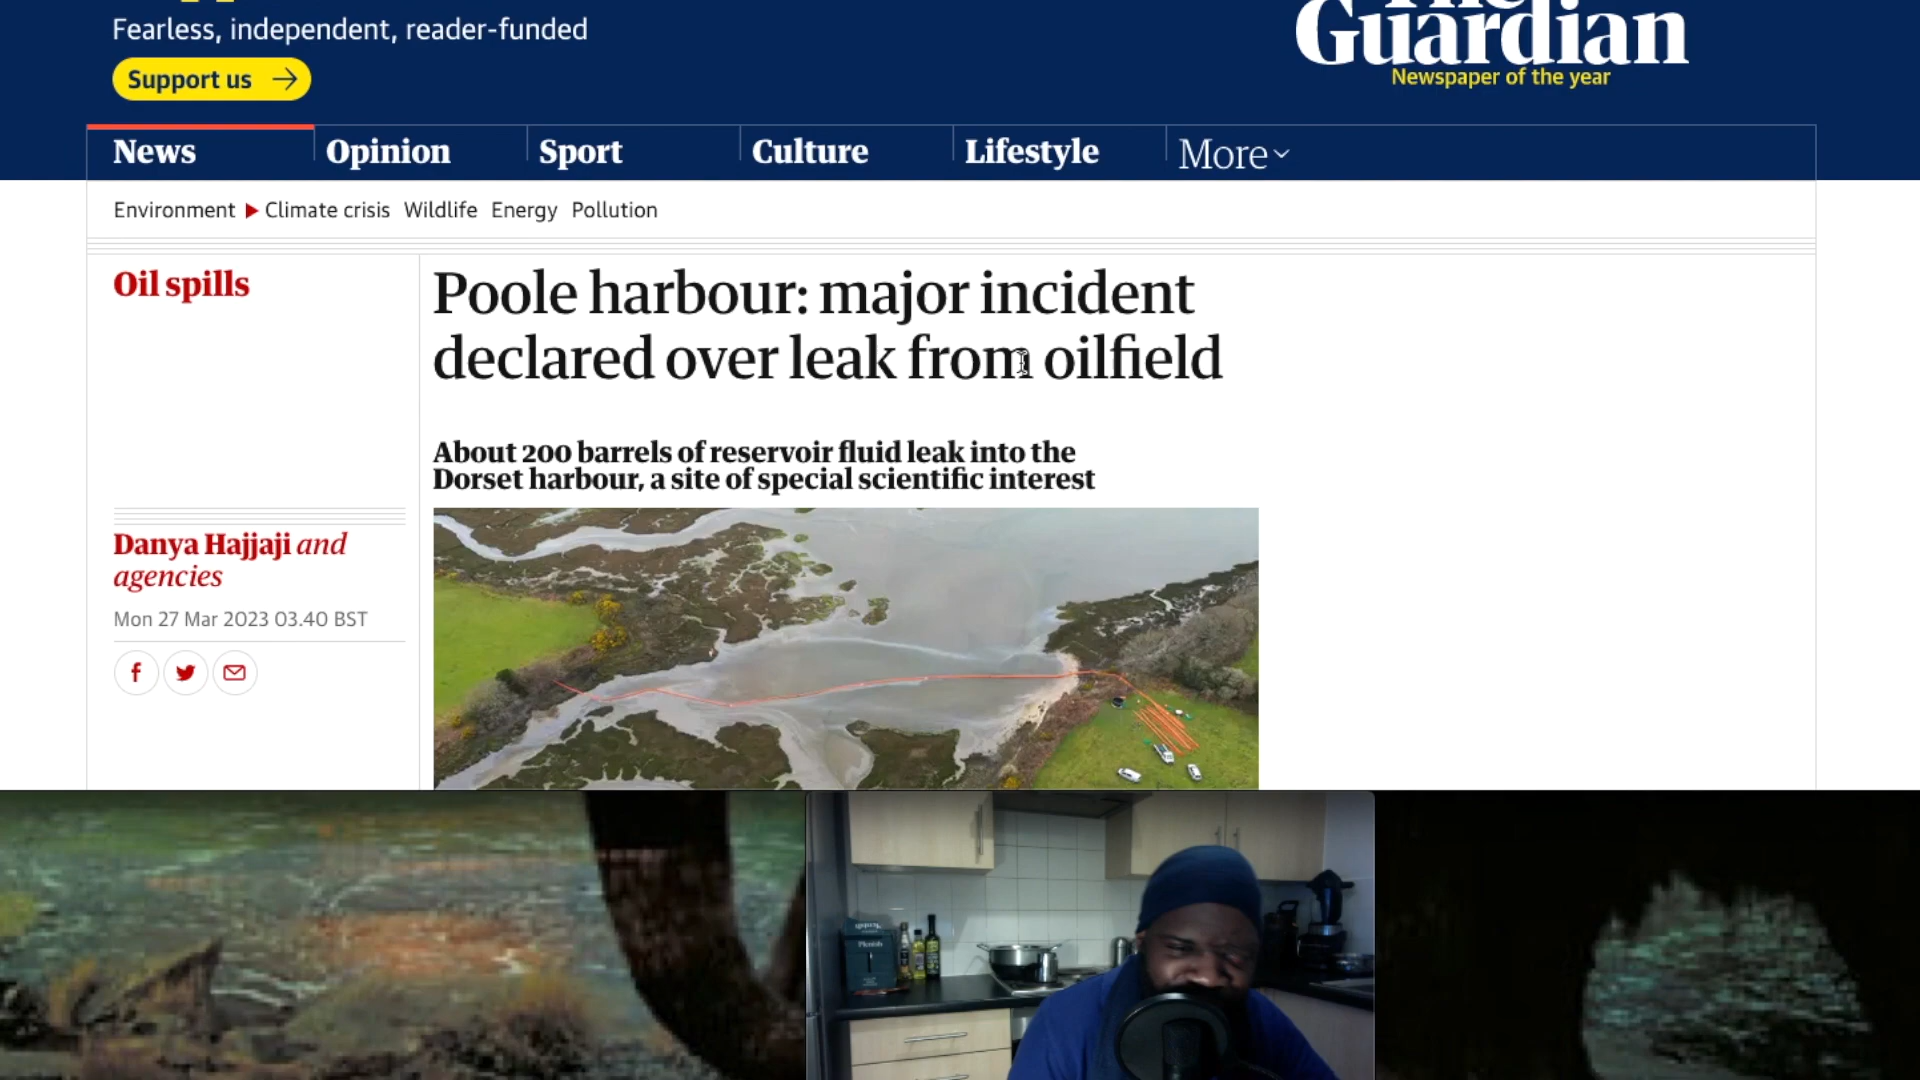 Fearless, independent, reader-funded
Support us
The
Guardian
Newspaper of the year
News
Opinion
Sport
Culture
Lifestyle
More
Environment
Climate crisis
Wildlife
Energy
Pollution
Oil spills
Poole harbour: major incident
declared over leak from oilfield
About 200 barrels of reservoir fluid leak into the
Dorset harbour, a site of special scientific interest
Danya Hajjaji and
agencies
Mon 27 Mar 2023 03.40 BST